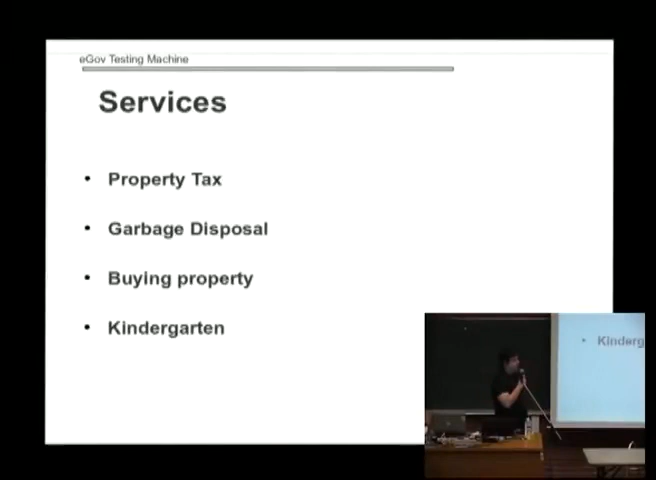 eGov Testing Machine
Services
• Property Tax
• Garbage Disposal
• Buying property
• Kindergarten
• Kinderg